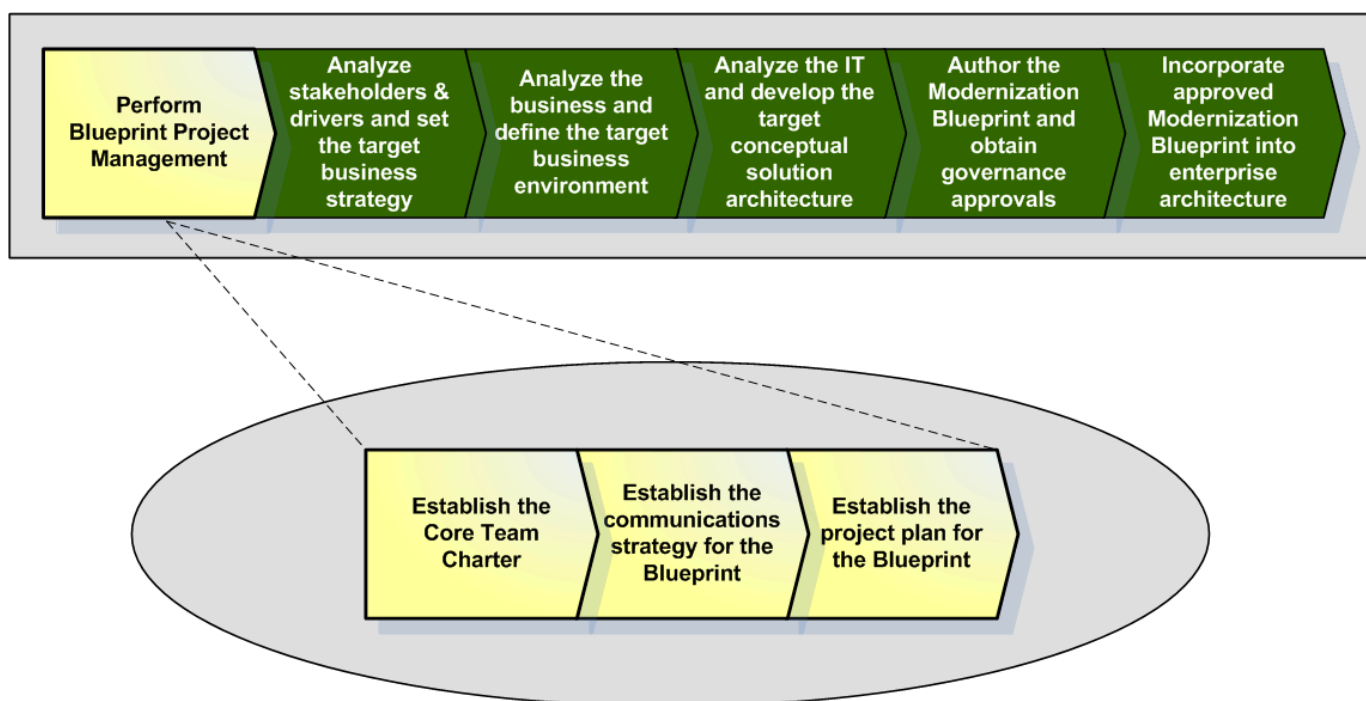 Perform
Blueprint Project
Management
Analyze
stakeholders &
drivers and set
the target
business
strategy
Analyze the
business and
define the target
business
environment
Analyze the IT
and develop the
target
conceptual
solution
architecture
Author the
Modernization
Blueprint and
obtain
governance
approvals
Incorporate
approved
Modernization
Blueprint into
enterprise
architecture
Establish the
Core Team
Charter
Establish the
communications
strategy for the
Blueprint
Establish the
project plan for
the Blueprint